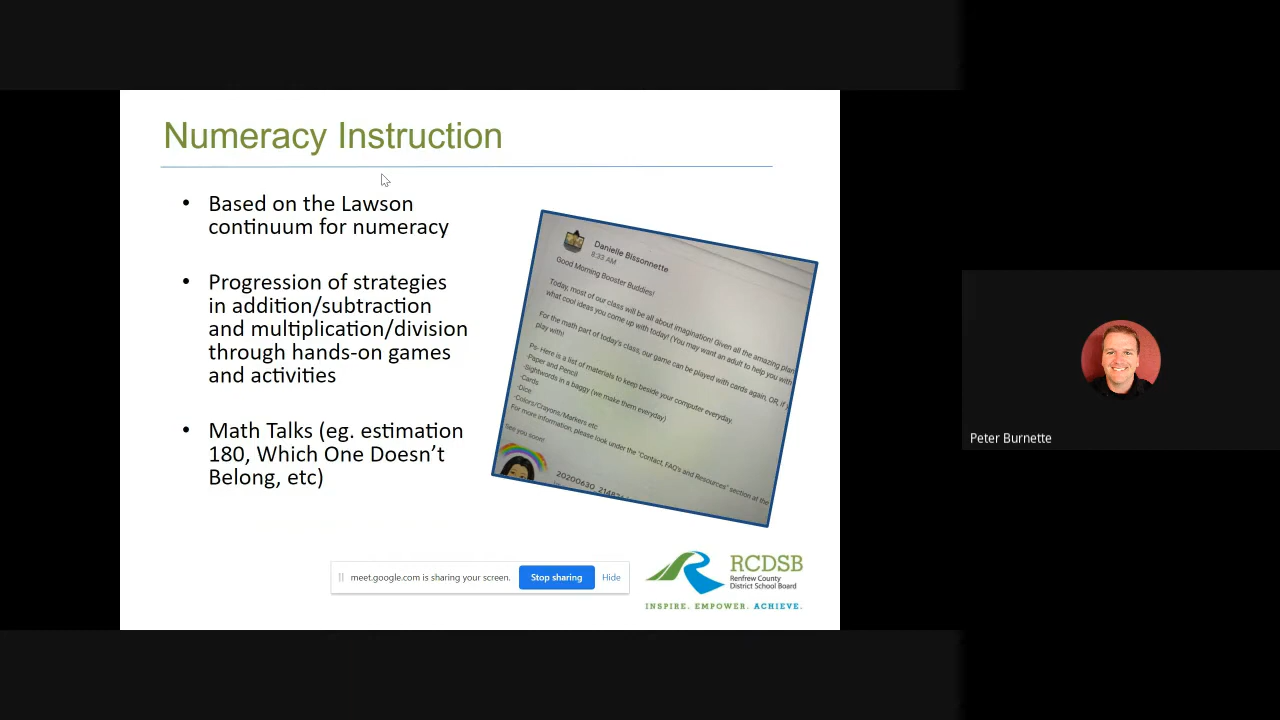 Numeracy Instruction
• Based on the Lawson
continuum for numeracy
• Progression of strategies
in addition/subtraction
and multiplication/division
through hands-on games
and activities
• Math Talks (eg. estimation
180, Which One Doesn't
Belong, etc)
Danielle Bissonnette
8:33 AM
Good Morning Booster Buddies!
Today, most of our class will be all about imagination! Given all the amazing
what cool ideas you come up with today! (You may want an adult to help you with
For the math part of today's class, our game can be played with cards again, OR, if
play with!
Ps- Here is a list of materials to keep beside your computer everyday.
-Paper and Pencil
-Sightwords in a baggy (we make them everyday)
-Cards
-Dice
-Colors/Crayons/Markers etc
For more information, please look under the "Contact, FAQ's and Resources" section at the
See you soon!
meet.google.com is sharing your screen.
Stop sharing
Hide
RCDSB
Renfrew County
District School Board
INSPIRE. EMPOWER. ACHIEVE.
Peter Burnette